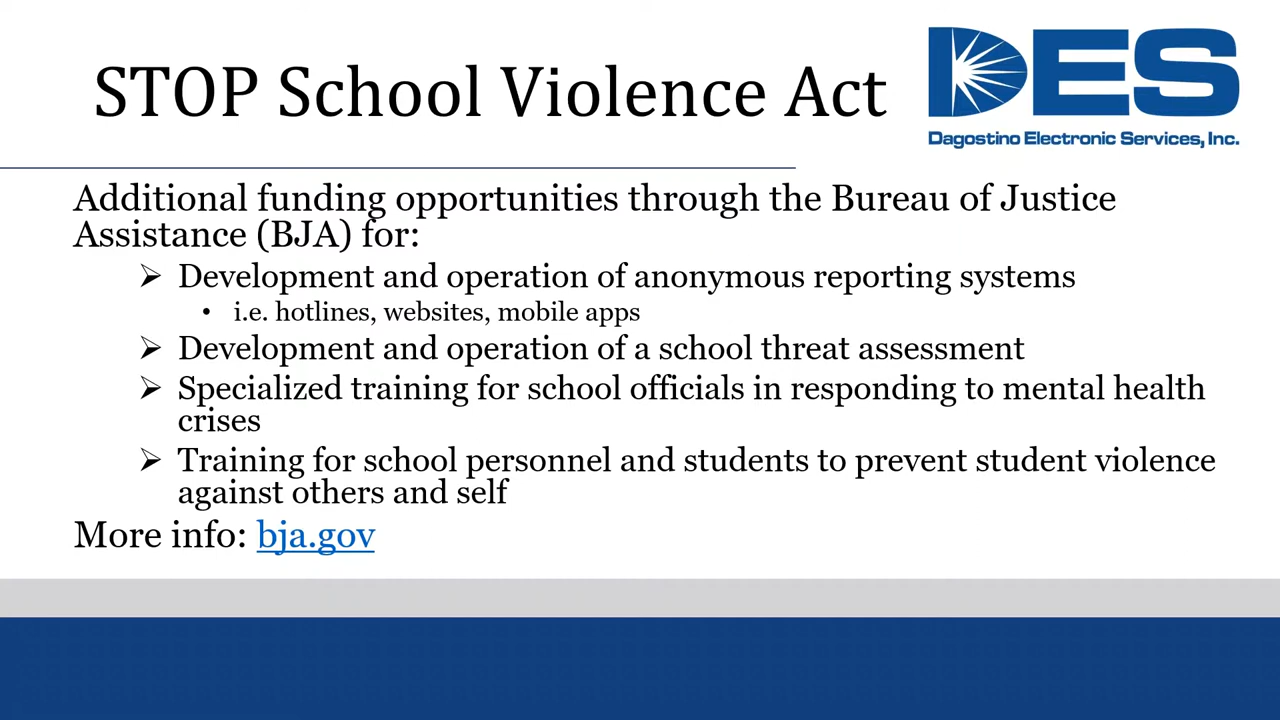 STOP School Violence Act
DES
Dagostino Electronic Services, Inc.
Additional funding opportunities through the Bureau of Justice
Assistance (BJA) for:
➢ Development and operation of anonymous reporting systems
• i.e. hotlines, websites, mobile apps
➢ Development and operation of a school threat assessment
➢ Specialized training for school officials in responding to mental health
crises
➢ Training for school personnel and students to prevent student violence
against others and self
More info: bja.gov